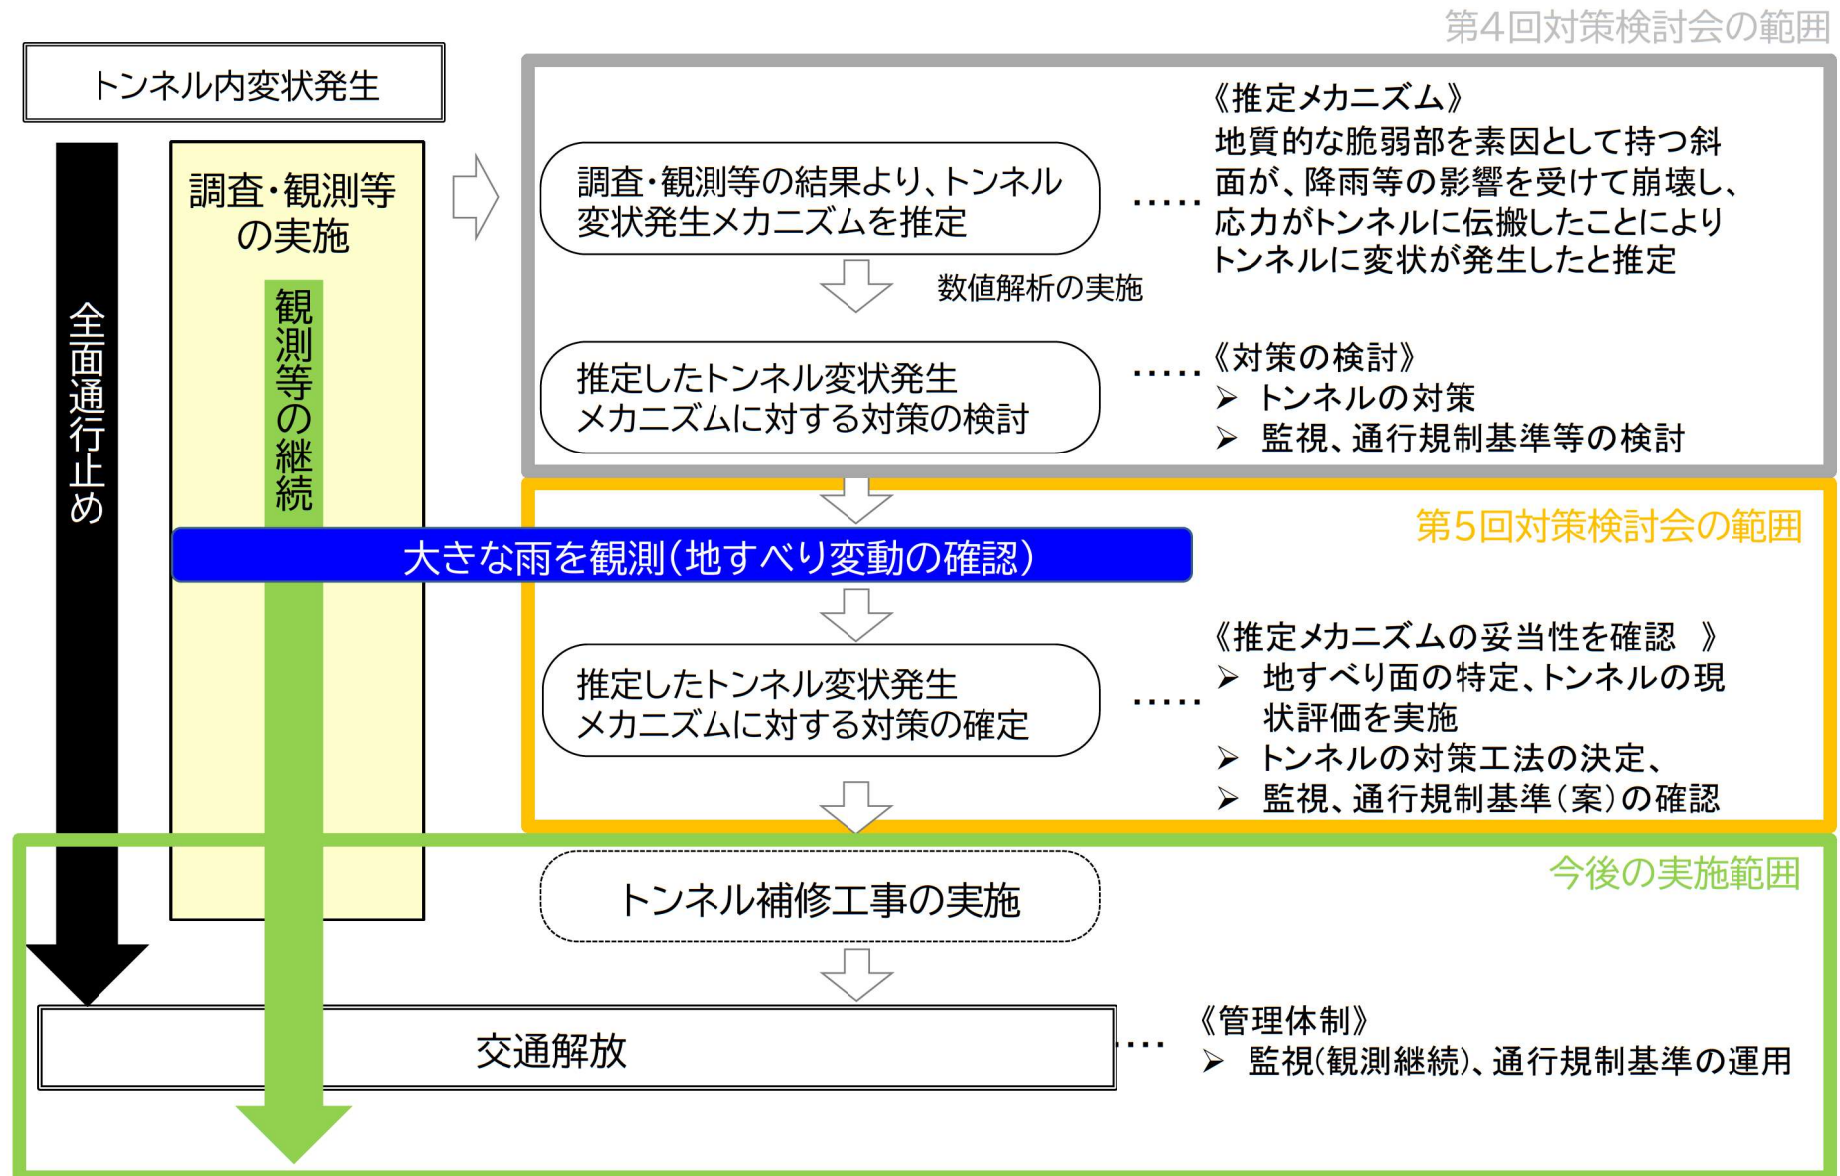 第4回対策検討会の範囲
トンネル内変状発生
全面通行止め
調査・観測等
の実施
観測等の継続
調査・観測等の結果より、トンネル
変状発生メカニズムを推定
《推定メカニズム》
地質的な脆弱部を素因として持つ斜
面が、降雨等の影響を受けて崩壊し、
応力がトンネルに伝搬したことにより
トンネルに変状が発生したと推定
数値解析の実施
推定したトンネル変状発生
メカニズムに対する対策の検討
《対策の検討》
➢ トンネルの対策
➢ 監視、通行規制基準等の検討
第5回対策検討会の範囲
大きな雨を観測(地すべり変動の確認)
推定したトンネル変状発生
メカニズムに対する対策の確定
《推定メカニズムの妥当性を確認 》
➢ 地すべり面の特定、トンネルの現
状評価を実施
➢ トンネルの対策工法の決定、
➢ 監視、通行規制基準(案)の確認
今後の実施範囲
トンネル補修工事の実施
交通解放
《管理体制》
➢ 監視(観測継続)、通行規制基準の運用